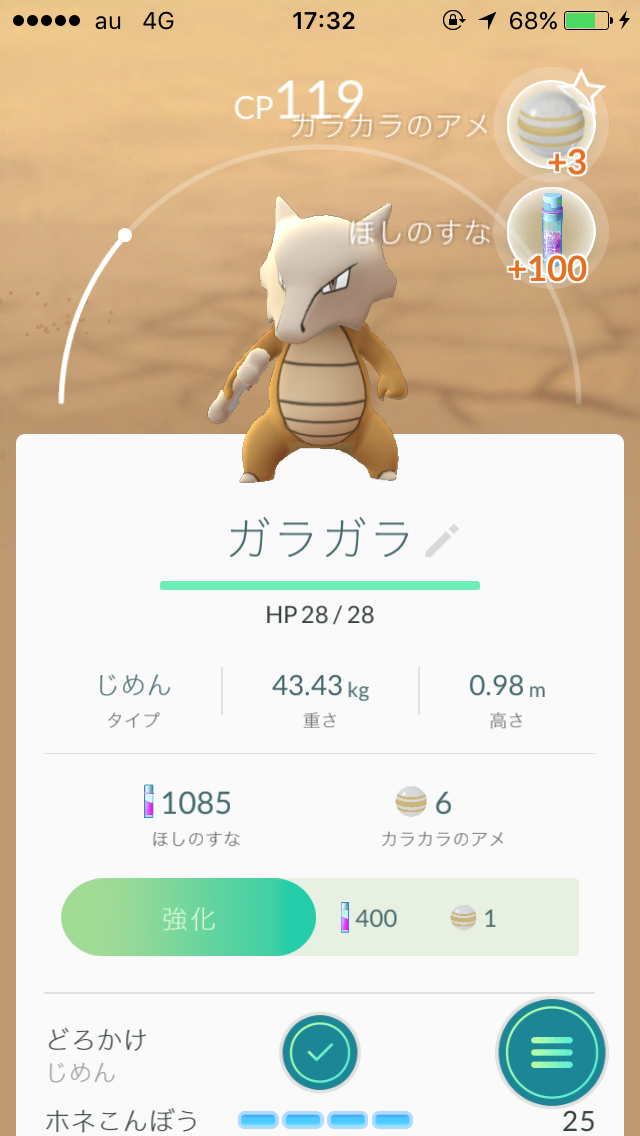 au 4G 17:32 68%
CP119
カラカラのアメ
+3
ほしのすな
+100
ガラガラ
HP 28 / 28
じめん 43.43 kg 0.98 m
タイプ 重さ 高さ
1085 6
ほしのすな カラカラのアメ
強化 400 1
どろかけ
じめん
ホネこんぼう 25